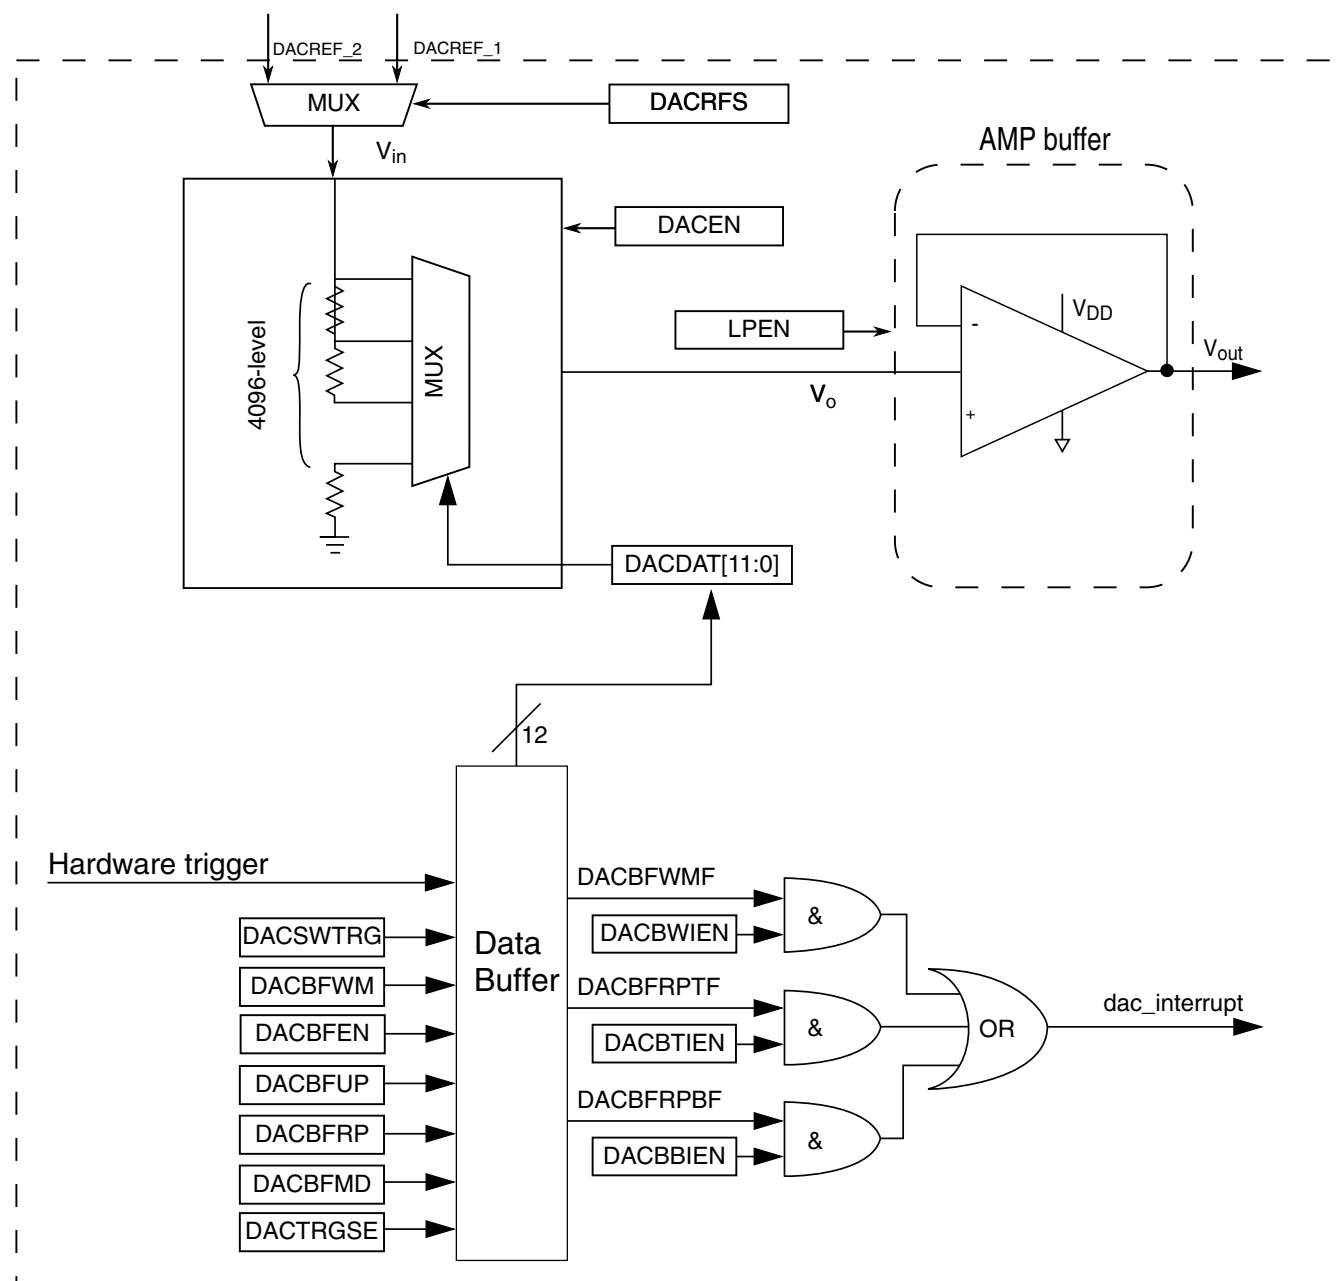 DACREF_2
DACREF_1
MUX
DACRFS
Vin
AMP buffer
DACEN
4096-level
MUX
LPEN
VDD
-
+
Vo
Vout
DACDAT[11:0]
12
Hardware trigger
DACSWTRG
DACBFWM
DACBFEN
DACBFUP
DACBFRP
DACBFMD
DACTRGSE
Data
Buffer
DACBFWMF
DACBWIEN
&
DACBFRPTF
DACBTIEN
&
DACBFRPBF
DACBBIEN
&
OR
dac_interrupt